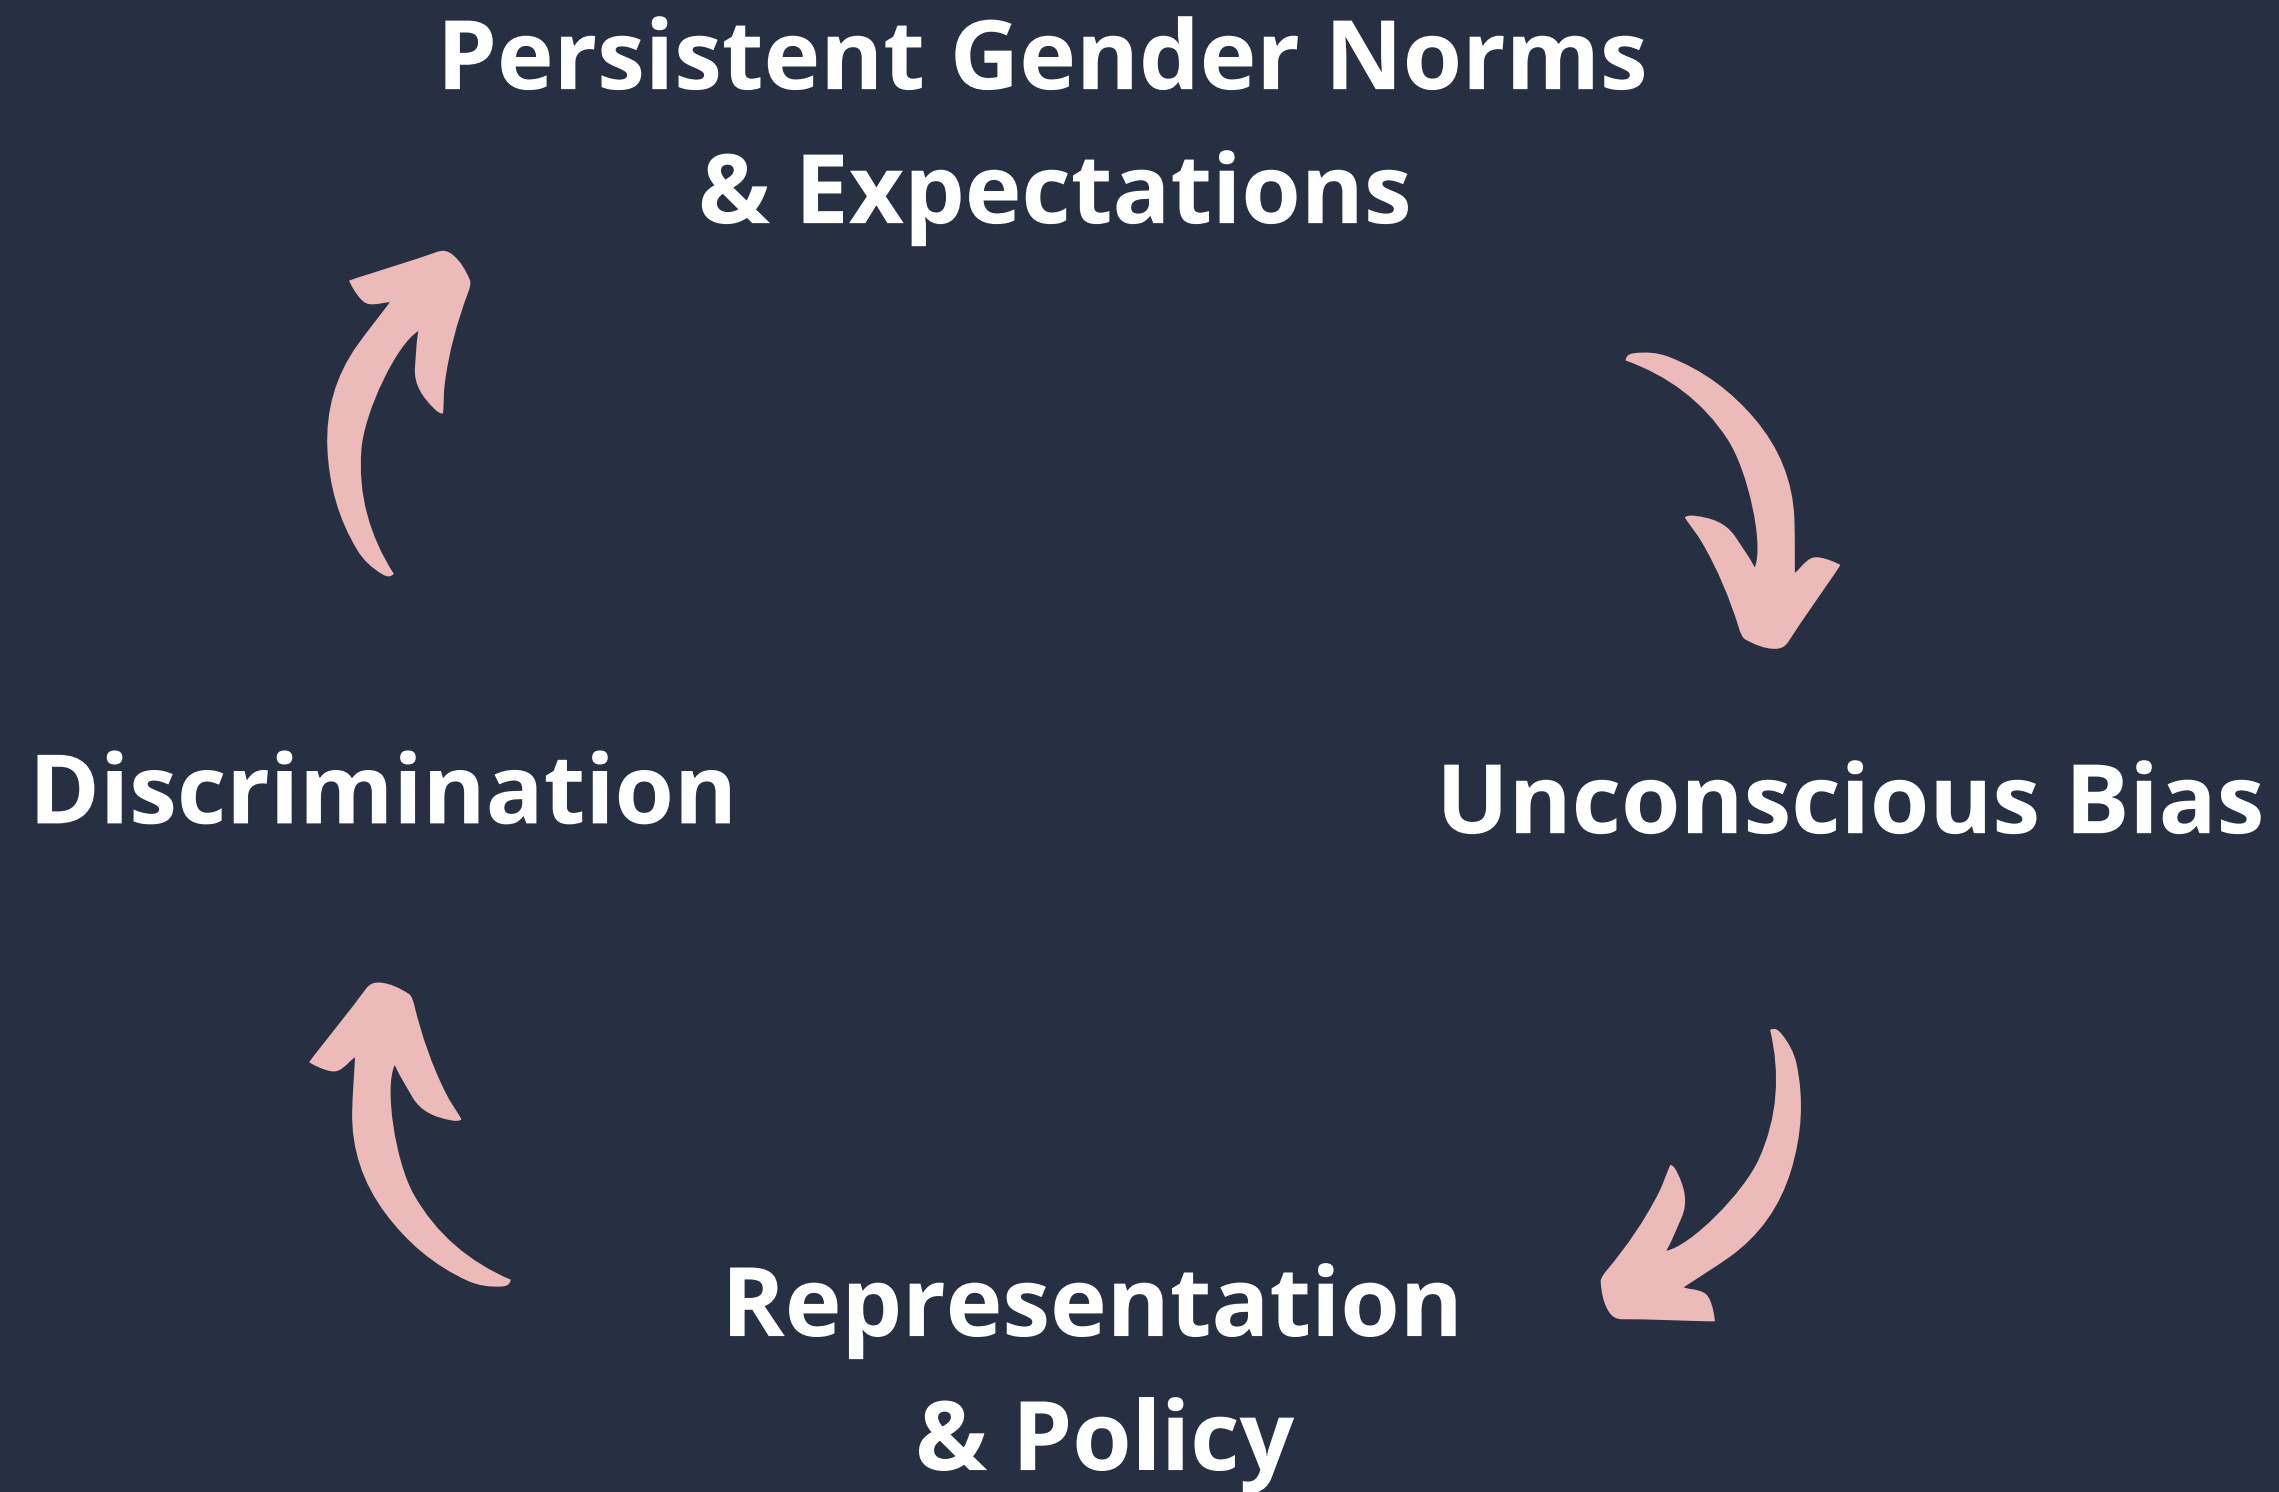 Persistent Gender Norms
& Expectations
Discrimination
Unconscious Bias
Representation
& Policy